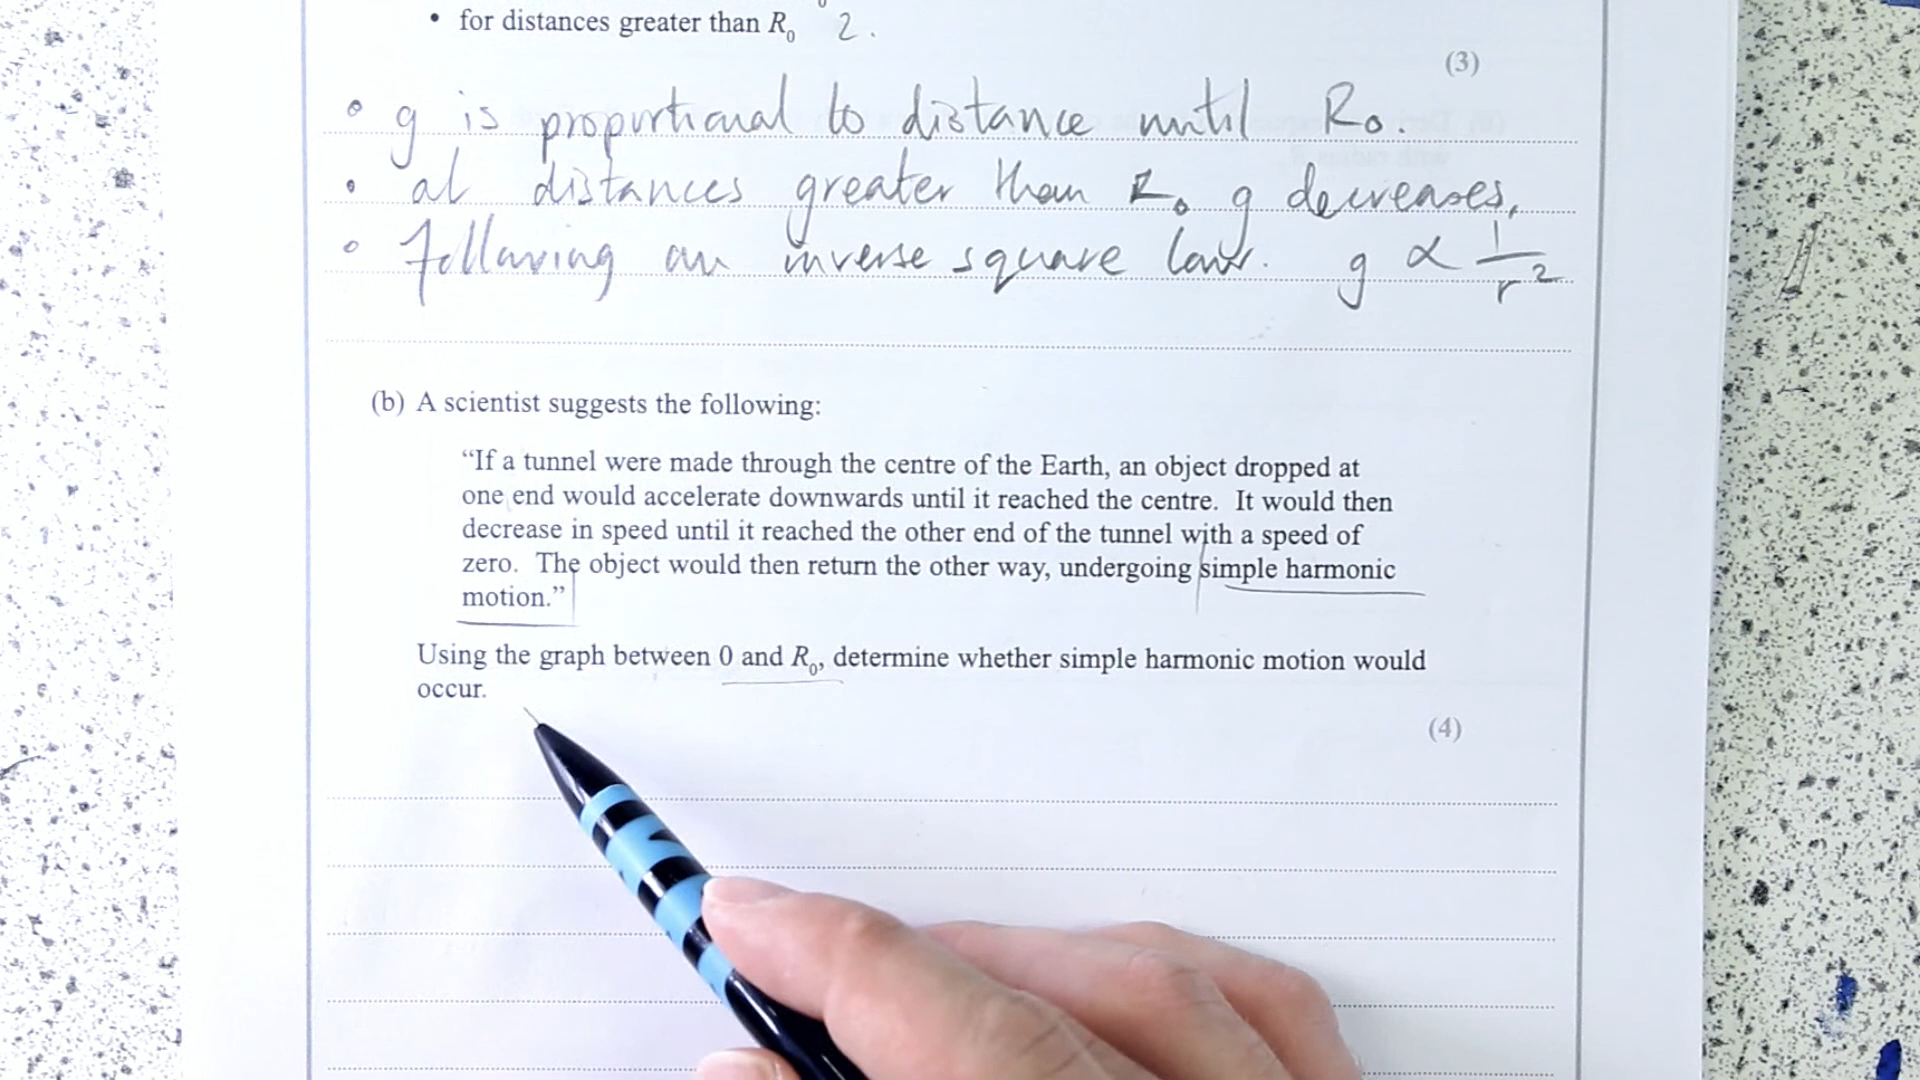 • for distances greater than R₀ 2.
(3)
• g is proportional to distance until R₀.
• at distances greater than R₀ g decreases,
• following an inverse square law. g ∝ 1/r²
(b) A scientist suggests the following:
“If a tunnel were made through the centre of the Earth, an object dropped at
one end would accelerate downwards until it reached the centre. It would then
decrease in speed until it reached the other end of the tunnel with a speed of
zero. The object would then return the other way, undergoing simple harmonic
motion.”
Using the graph between 0 and R₀, determine whether simple harmonic motion would
occur.
(4)